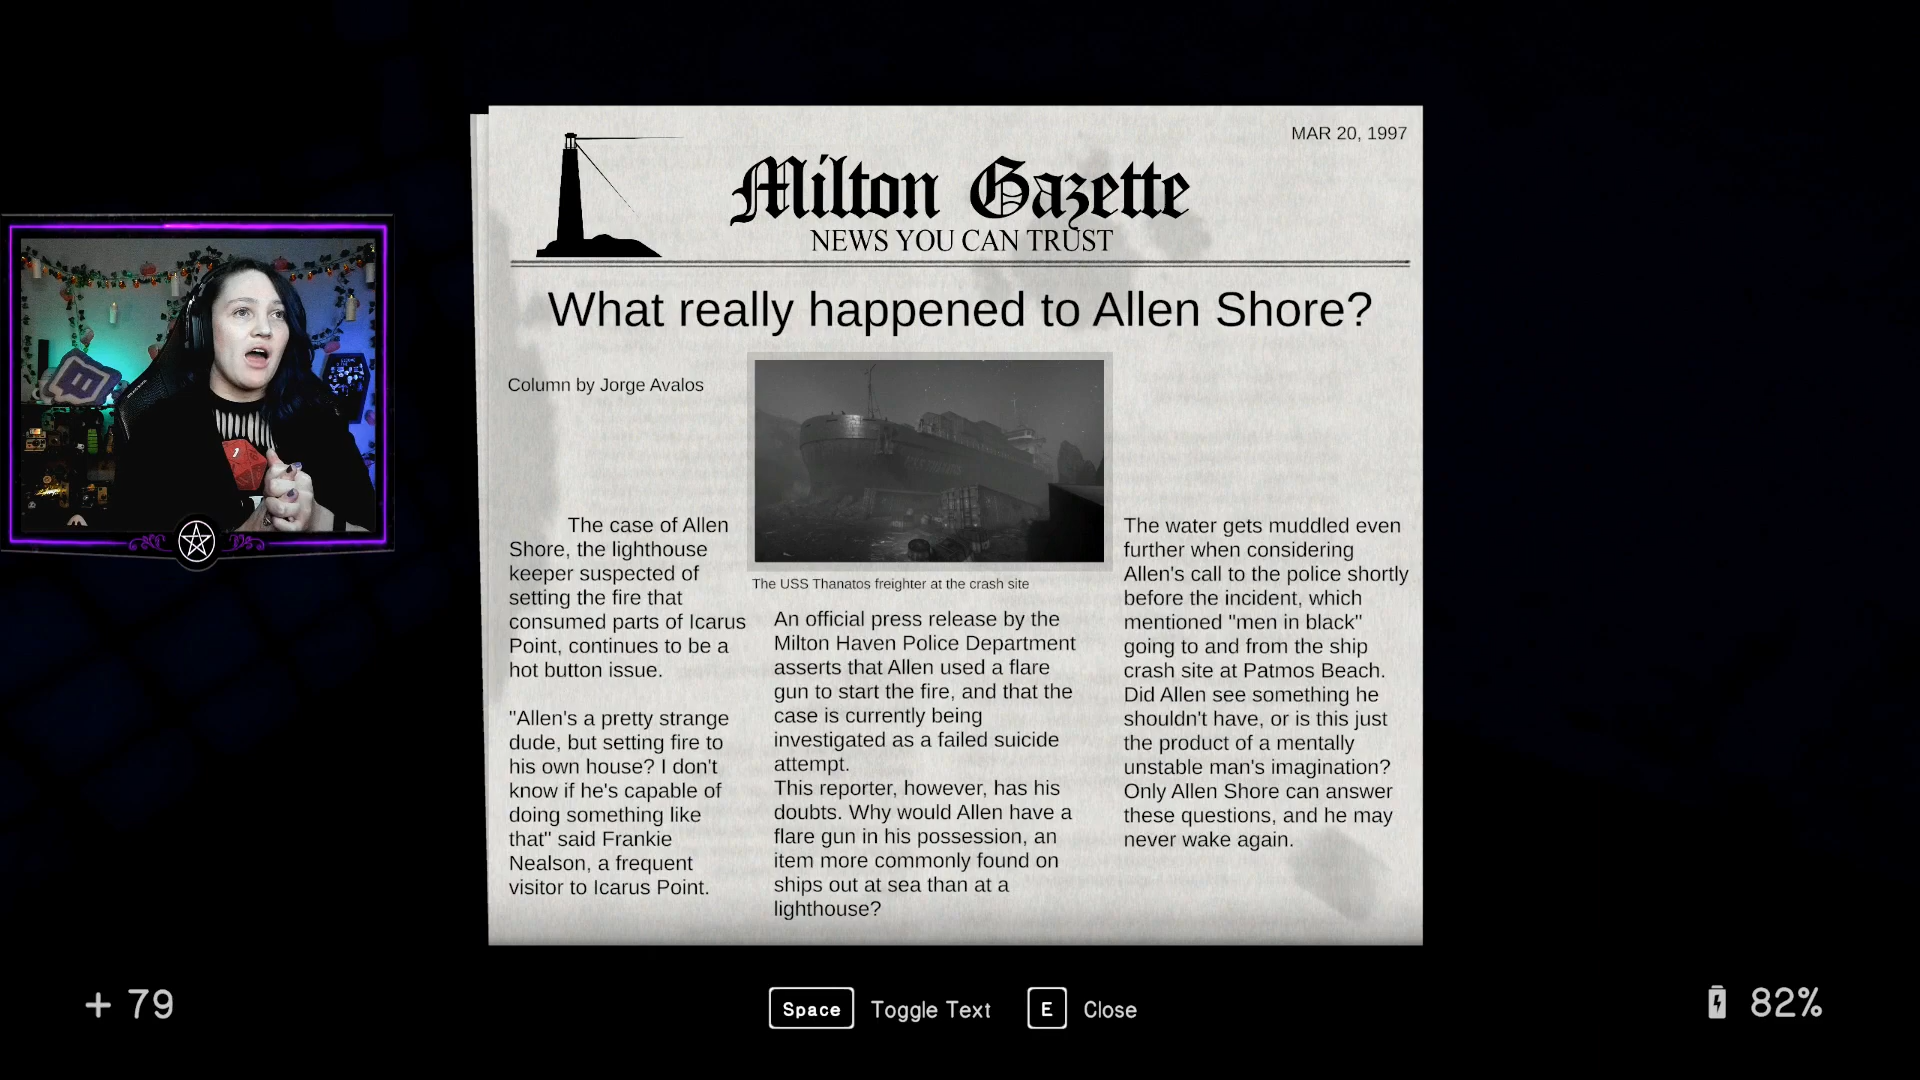 MAR 20, 1997
Milton Gazette
NEWS YOU CAN TRUST
What really happened to Allen Shore?
Column by Jorge Avalos
The case of Allen
Shore, the lighthouse
keeper suspected of
setting the fire that
consumed parts of Icarus
Point, continues to be a
hot button issue.
"Allen's a pretty strange
dude, but setting fire to
his own house? I don't
know if he's capable of
doing something like
that" said Frankie
Nealson, a frequent
visitor to Icarus Point.
The USS Thanatos freighter at the crash site
An official press release by the
Milton Haven Police Department
asserts that Allen used a flare
gun to start the fire, and that the
case is currently being
investigated as a failed suicide
attempt.
This reporter, however, has his
doubts. Why would Allen have a
flare gun in his possession, an
item more commonly found on
ships out at sea than at a
lighthouse?
The water gets muddled even
further when considering
Allen's call to the police shortly
before the incident, which
mentioned "men in black"
going to and from the ship
crash site at Patmos Beach.
Did Allen see something he
shouldn't have, or is this just
the product of a mentally
unstable man's imagination?
Only Allen Shore can answer
these questions, and he may
never wake again.
+ 79
Space Toggle Text E Close
82%